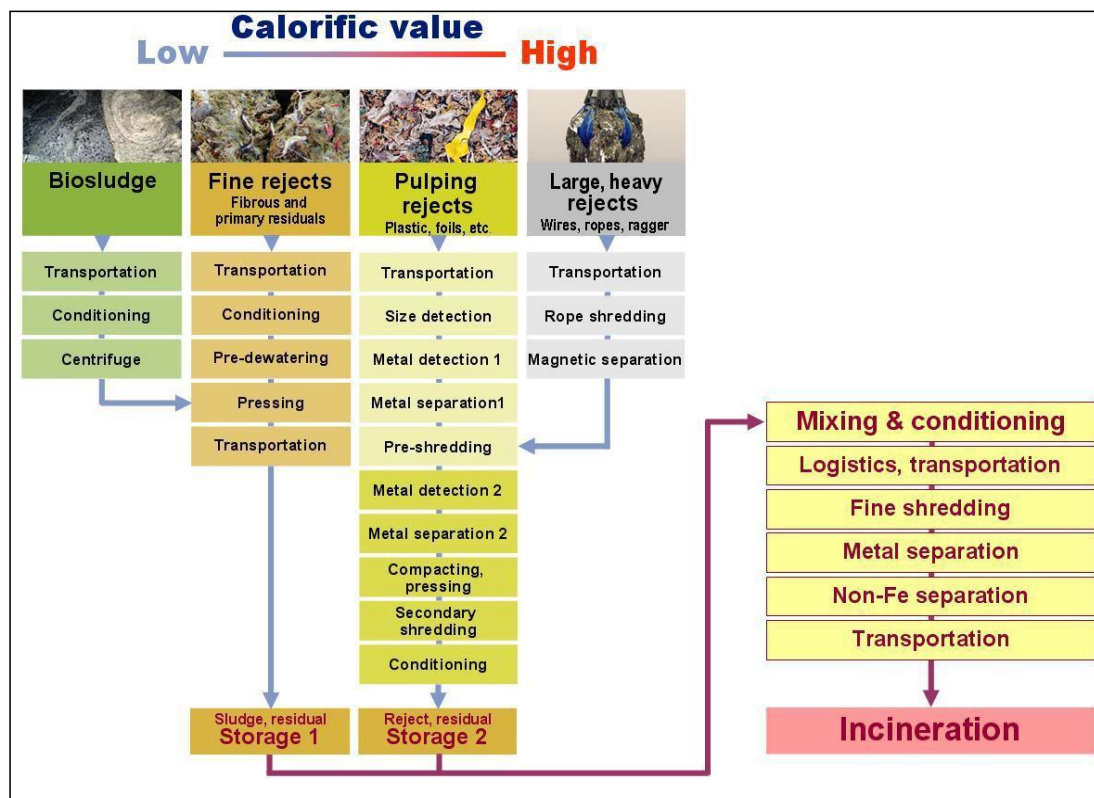 Calorific value
Low
High
Biosludge
Fine rejects
Fibrous and
primary residuals
Pulping
rejects
Plastic, foils, etc.
Large, heavy
rejects
Wires, ropes, ragger
Transportation
Conditioning
Centrifuge
Transportation
Conditioning
Pre-dewatering
Pressing
Transportation
Transportation
Size detection
Metal detection 1
Metal separation1
Pre-shredding
Metal detection 2
Metal separation 2
Compacting,
pressing
Secondary
shredding
Conditioning
Transportation
Rope shredding
Magnetic separation
Sludge, residual
Storage 1
Reject, residual
Storage 2
Mixing & conditioning
Logistics, transportation
Fine shredding
Metal separation
Non-Fe separation
Transportation
Incineration